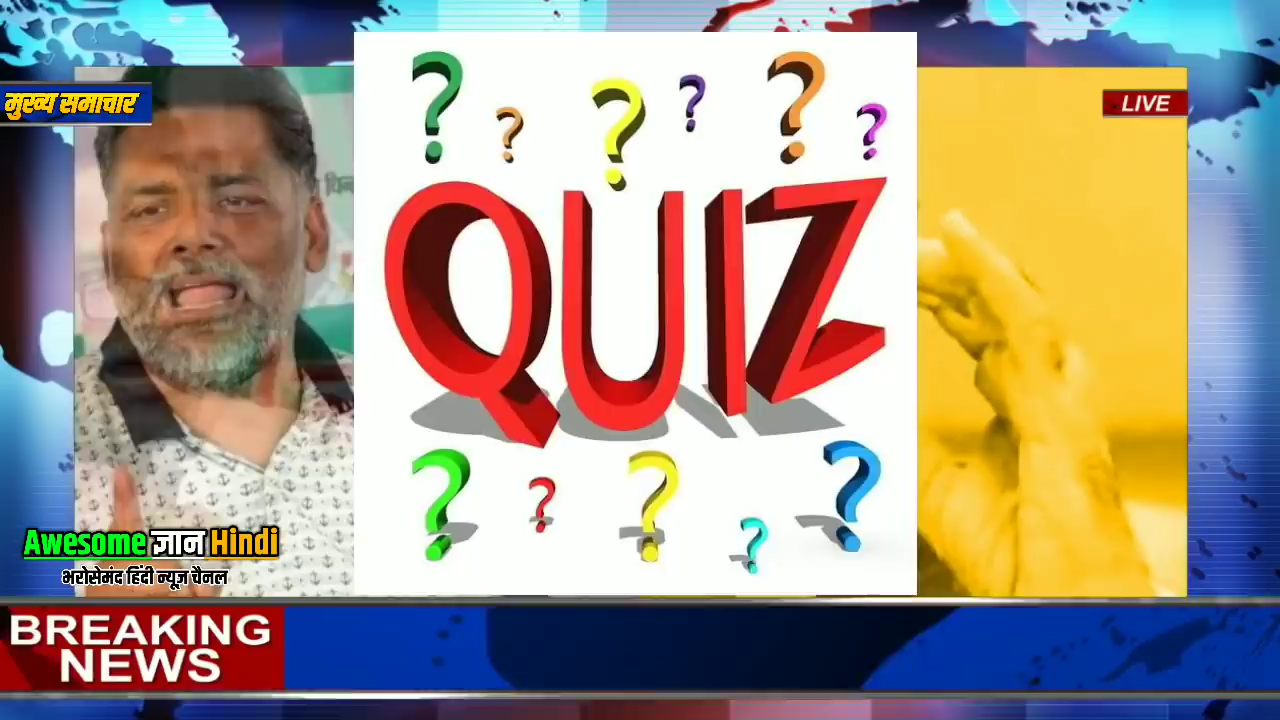 मुख्य समाचार
LIVE
QUIZ
Awesome ज्ञान Hindi
भरोसेमंद हिंदी न्यूज़ चैनल
BREAKING
NEWS